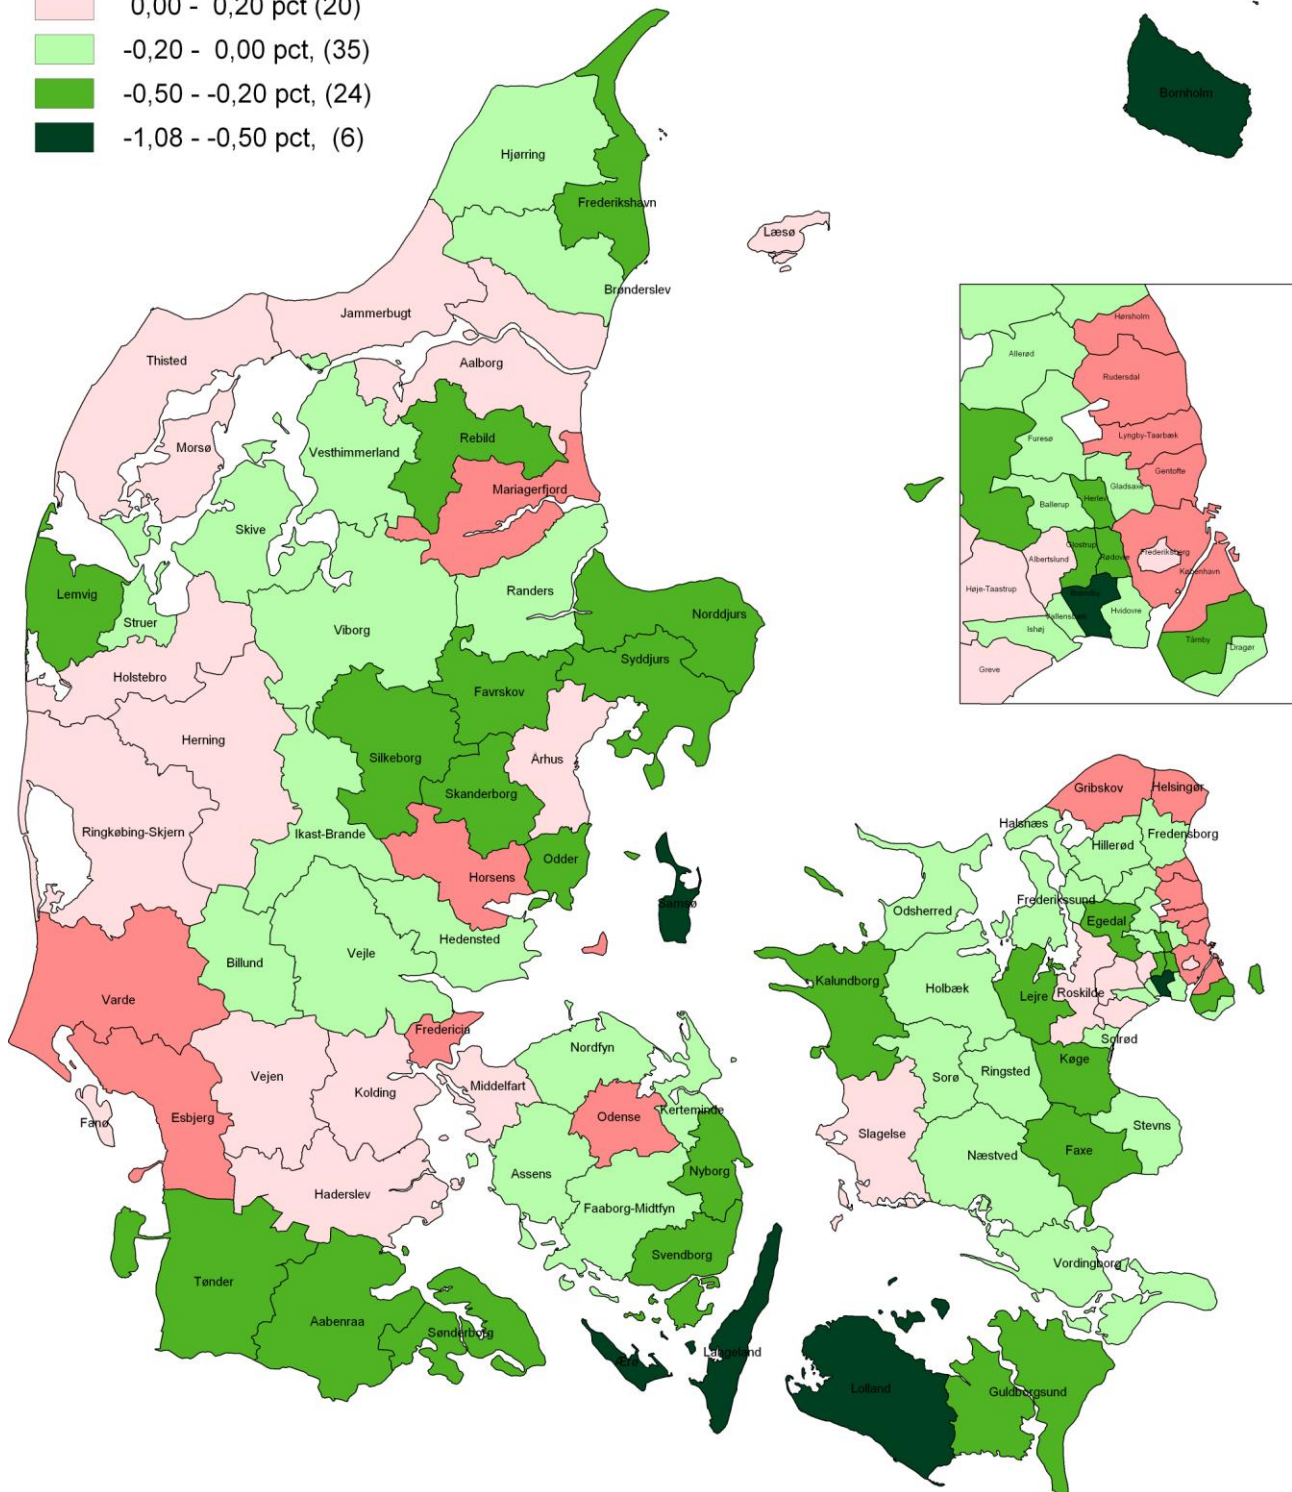 0,00 - 0,20 pct (20)
-0,20 - 0,00 pct, (35)
-0,50 - -0,20 pct, (24)
-1,08 - -0,50 pct, (6)
Bornholm
Hjørring
Frederikshavn
Læsø
Brønderslev
Jammerbugt
Thisted
Aalborg
Morsø
Vesthimmerland
Rebild
Mariagerfjord
Skive
Lemvig
Struer
Viborg
Randers
Norddjurs
Syddjurs
Holstebro
Favrskov
Herning
Silkeborg
Århus
Skanderborg
Ringkøbing-Skjern
Ikast-Brande
Horsens
Odder
Samsø
Hedensted
Billund
Vejle
Varde
Fredericia
Vejen
Kolding
Middelfart
Nordfyn
Fanø
Esbjerg
Odense
Kerteminde
Haderslev
Assens
Nyborg
Faaborg-Midtfyn
Svendborg
Tønder
Aabenraa
Sønderborg
Ærø
Langeland
Hørsholm
Allerød
Rudersdal
Furesø
Lyngby-Taarbæk
Gentofte
Gladsaxe
Ballerup
Herlev
Glostrup
Rødovre
Albertslund
Frederiksberg
København
Høje-Taastrup
Brøndby
Vallensbæk
Hvidovre
Ishøj
Tårnby
Dragør
Greve
Gribskov
Helsingør
Halsnæs
Hillerød
Fredensborg
Frederikssund
Odsherred
Egedal
Kalundborg
Holbæk
Lejre
Roskilde
Solrød
Køge
Sorø
Ringsted
Slagelse
Næstved
Faxe
Stevns
Vordingborg
Lolland
Guldborgsund